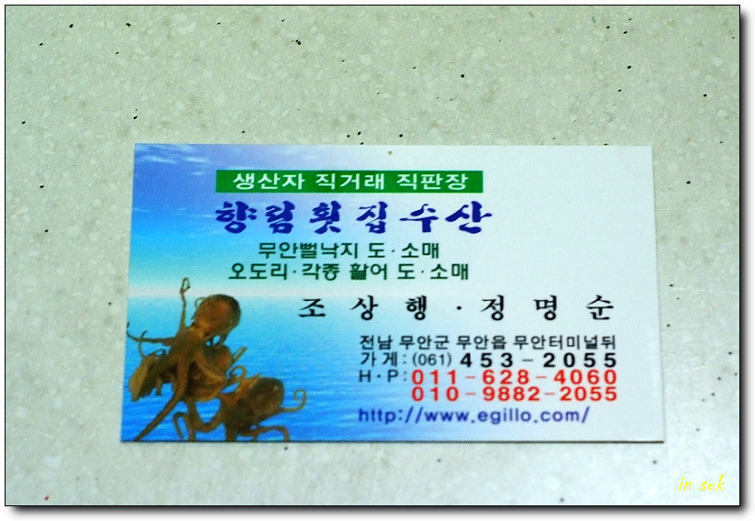 생산자 직거래 직판장
향림횟집수산
무안뻘낙지 도·소매
오도리·각종 활어 도·소매
조상행·정명순
전남 무안군 무안읍 무안터미널뒤
가게:(061) 453-2055
H·P:011-628-4060
010-9882-2055
http://www.egillo.com/
in suk